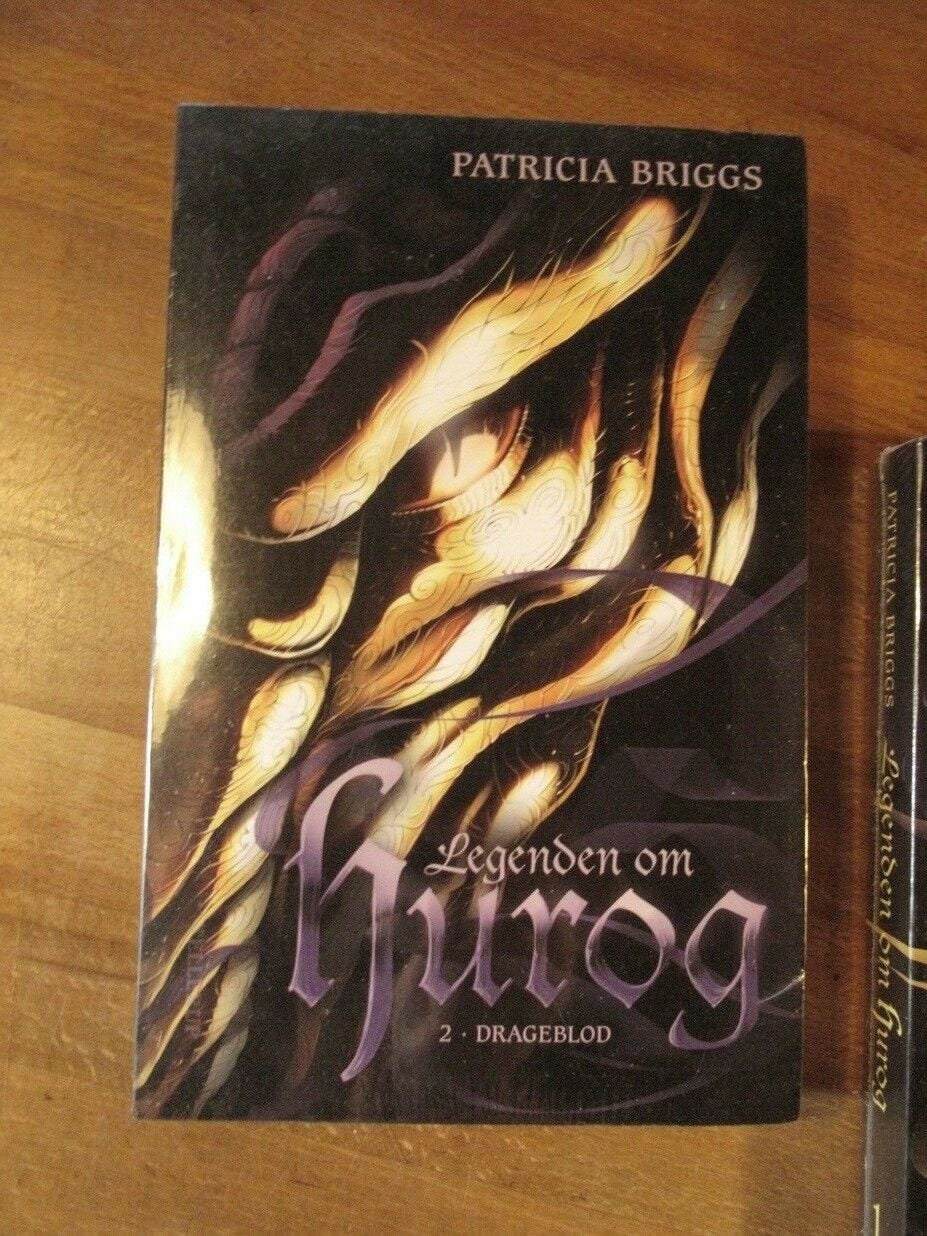 PATRICIA BRIGGS
Legenden om
Hurog
2 · DRAGEBLOD
PATRICIA BRIGGS Legenden om Hurog